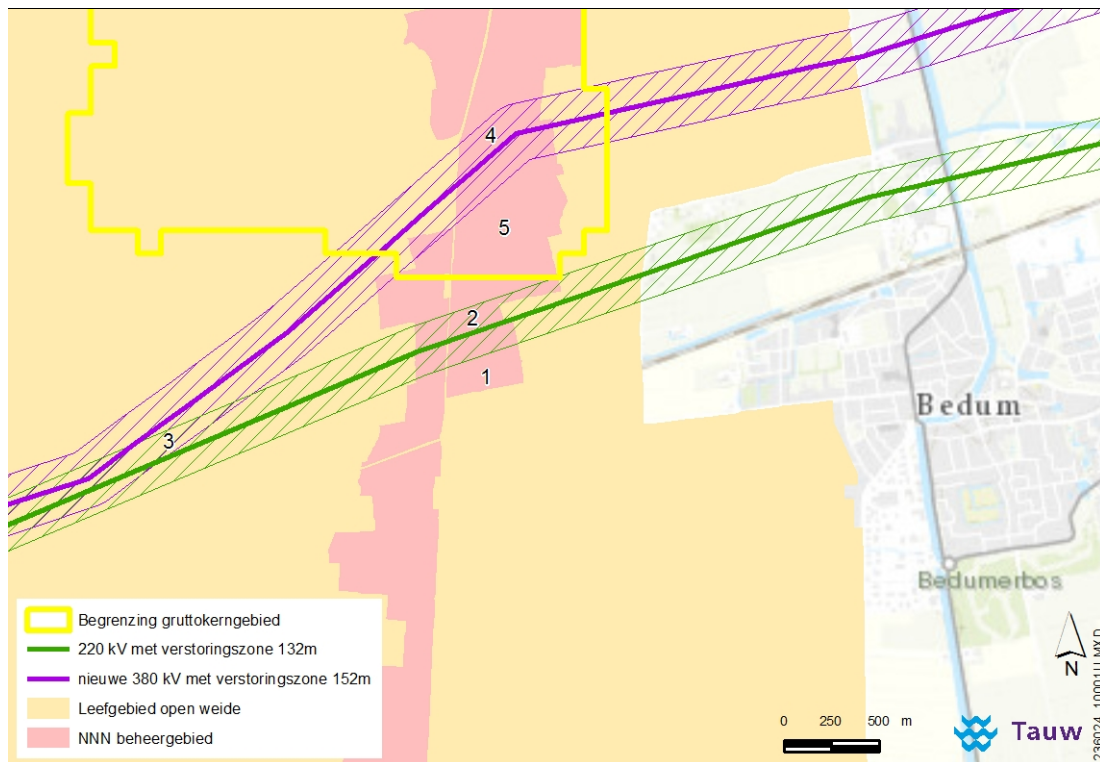 4
5
2
1
3
Bedum
Bedumerbos
Begrenzing gruttokerngebied
220 kV met verstoringszone 132m
nieuwe 380 kV met verstoringszone 152m
Leefgebied open weide
NNN beheergebied
0 250 500 m
N
Tauw